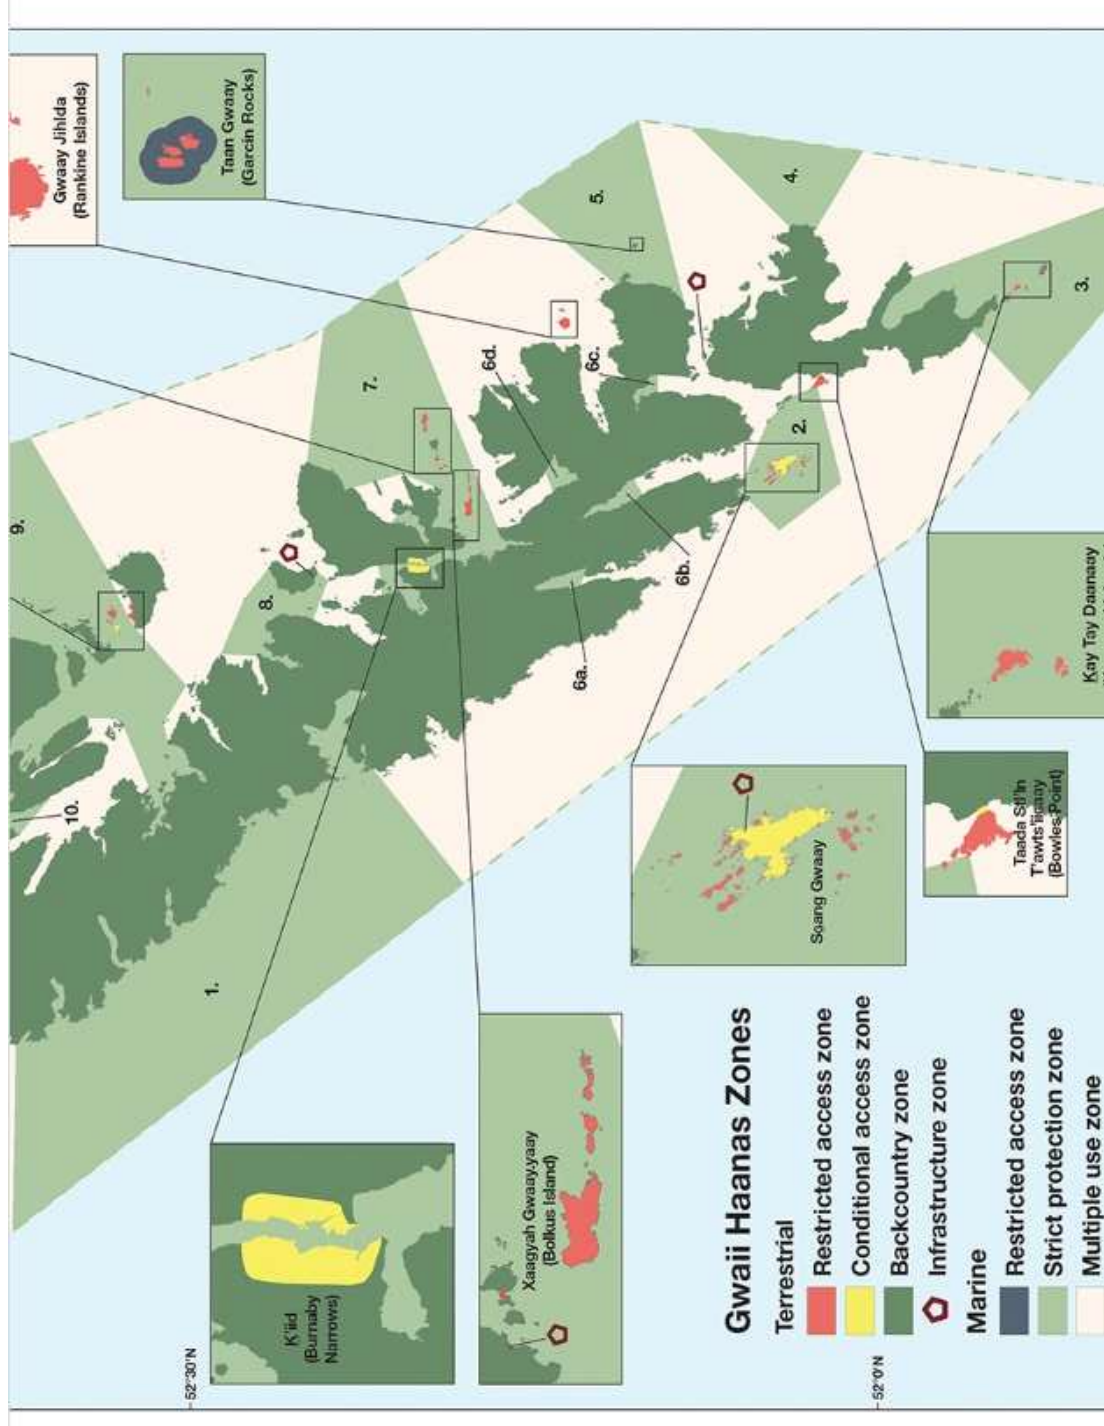 Gwaay Jihlda
(Rankine Islands)
Taan Gwaay
(Garcin Rocks)
5.
4.
3.
7.
6d.
6c.
2.
9.
8.
6b.
6a.
10.
1.
K'iid
(Burnaby
Narrows)
Xaagyah Gwaay.yaay
(Bolkus Island)
SGang Gwaay
Taada Sti'ln
T'awts'iigaay
(Bowles Point)
Kay Tay Daanaay
Gwaii Haanas Zones
Terrestrial
Restricted access zone
Conditional access zone
Backcountry zone
Infrastructure zone
Marine
Restricted access zone
Strict protection zone
Multiple use zone
52°30'N
52°0'N